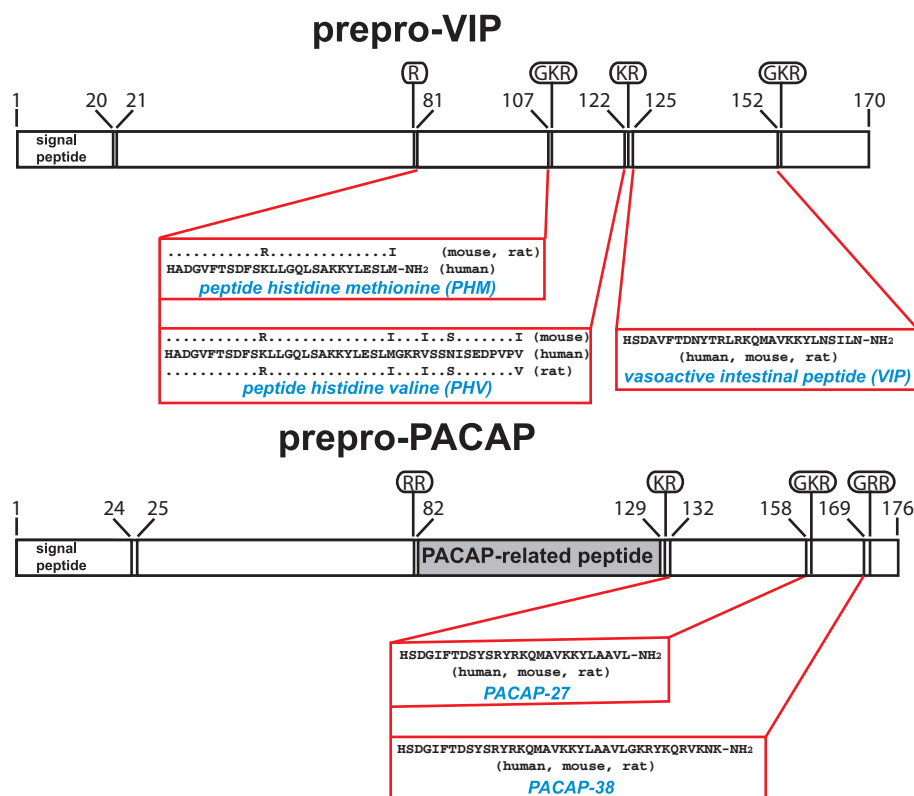 prepro-VIP
R GKR KR GKR
1 20 21 81 107 122 125 152 170
signal
peptide
...........R..............I (mouse, rat)
HADGVFTSDFSKLLGQLSAKKYLESLM-NH2 (human)
peptide histidine methionine (PHM)
...........R..............I...I..S.......I (mouse)
HADGVFTSDFSKLLGQLSAKKYLESLMGKRVSSNISEDPVPV (human)
...........R..............I...I..S.......V (rat)
peptide histidine valine (PHV)
HSDAVFTDNYTRLRKQMAVKKYLNSILN-NH2
(human, mouse, rat)
vasoactive intestinal peptide (VIP)
prepro-PACAP
RR KR GKR GRR
1 24 25 82 129 132 158 169 176
signal
peptide
PACAP-related peptide
HSDGIFTDSYSRYRKQMAVKKYLAAVL-NH2
(human, mouse, rat)
PACAP-27
HSDGIFTDSYSRYRKQMAVKKYLAAVLGKRYKQRVKNK-NH2
(human, mouse, rat)
PACAP-38